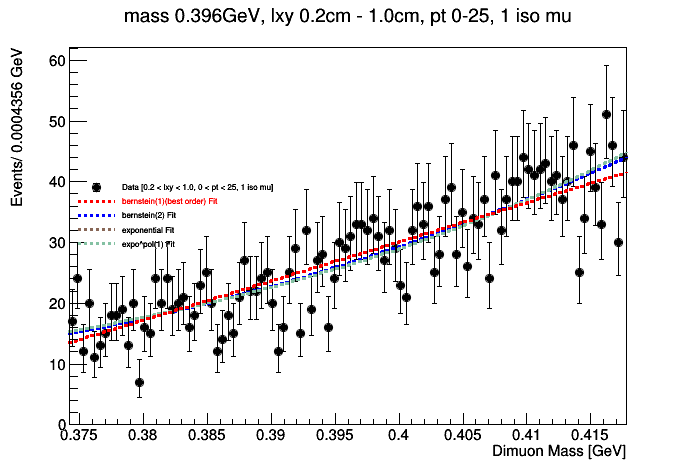 mass 0.396GeV, lxy 0.2cm - 1.0cm, pt 0-25, 1 iso mu
Events/ 0.0004356 GeV
60
50
40
30
20
10
0
Data [0.2 < lxy < 1.0, 0 < pt < 25, 1 iso mu]
bernstein(1)(best order) Fit
bernstein(2) Fit
exponential Fit
expo*pol(1) Fit
0.375 0.38 0.385 0.39 0.395 0.4 0.405 0.41 0.415
Dimuon Mass [GeV]